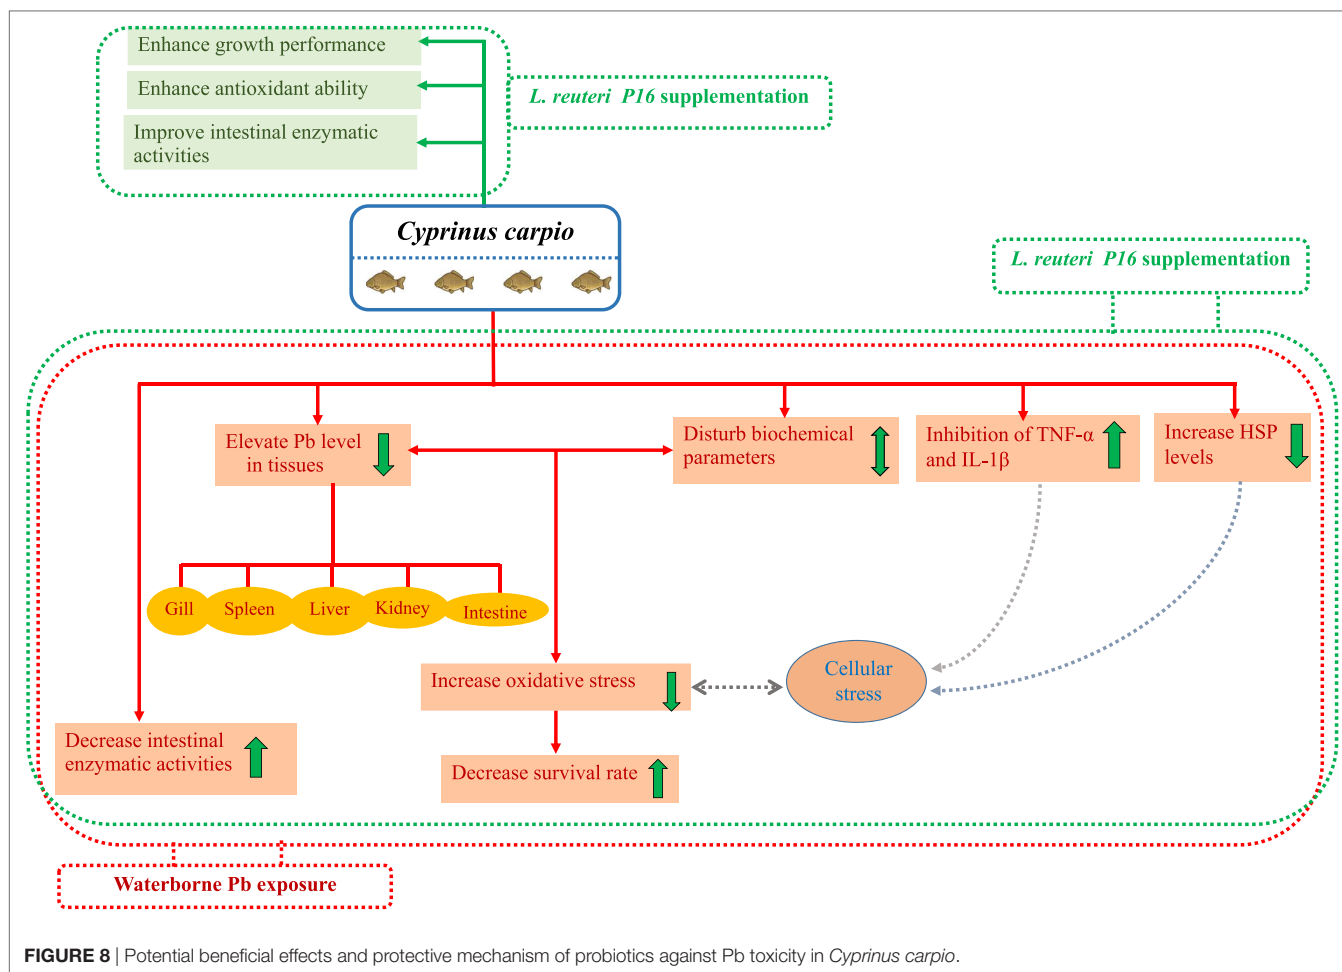 Enhance growth performance
Enhance antioxidant ability
Improve intestinal enzymatic
activities
L. reuteri P16 supplementation
Cyprinus carpio
L. reuteri P16 supplementation
Elevate Pb level
in tissues
Disturb biochemical
parameters
Inhibition of TNF-α
and IL-1β
Increase HSP
levels
Gill
Spleen
Liver
Kidney
Intestine
Increase oxidative stress
Cellular
stress
Decrease intestinal
enzymatic activities
Decrease survival rate
Waterborne Pb exposure
FIGURE 8 | Potential beneficial effects and protective mechanism of probiotics against Pb toxicity in Cyprinus carpio.